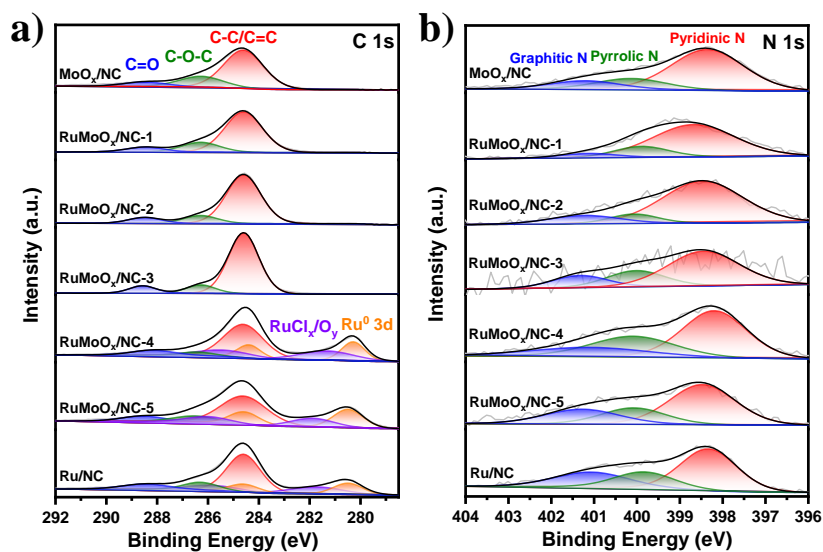 a)
C 1s
C-C/C=C
C-O-C
C=O
MoOₓ/NC
RuMoOₓ/NC-1
RuMoOₓ/NC-2
RuMoOₓ/NC-3
RuClₓ/Oᵧ Ru⁰ 3d
RuMoOₓ/NC-4
RuMoOₓ/NC-5
Ru/NC
Intensity (a.u.)
292 290 288 286 284 282 280
Binding Energy (eV)
b)
N 1s
Pyridinic N
Graphitic N Pyrrolic N
MoOₓ/NC
RuMoOₓ/NC-1
RuMoOₓ/NC-2
RuMoOₓ/NC-3
RuMoOₓ/NC-4
RuMoOₓ/NC-5
Ru/NC
Intensity (a.u.)
404 403 402 401 400 399 398 397 396
Binding Energy (eV)